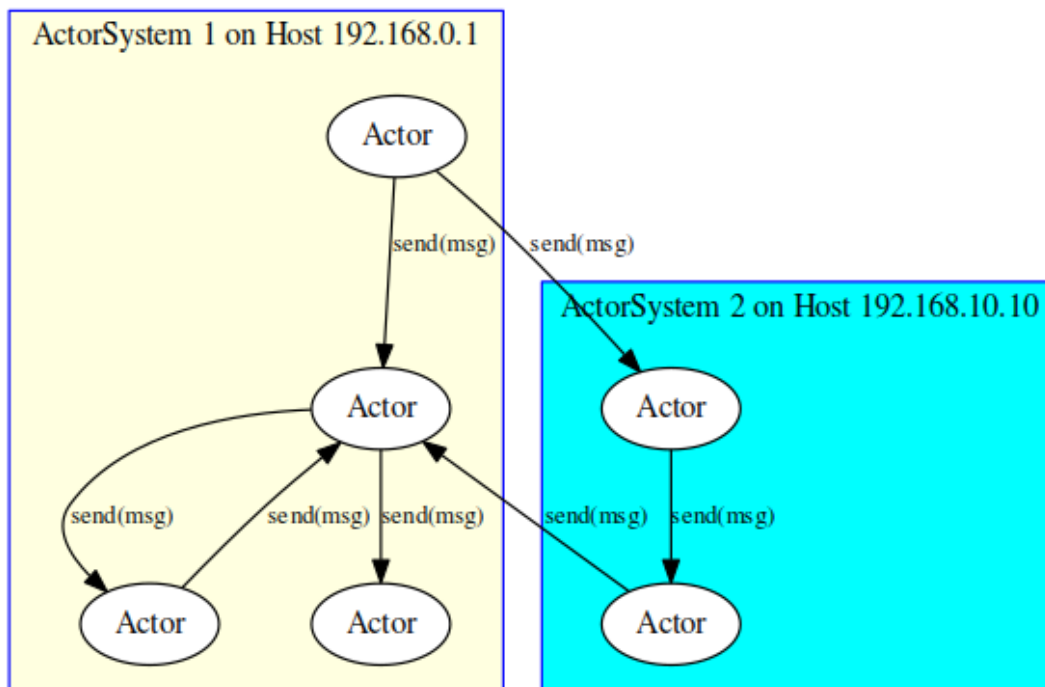 ActorSystem 1 on Host 192.168.0.1
Actor
send(msg)
send(msg)
ActorSystem 2 on Host 192.168.10.10
Actor
Actor
send(msg)
send(msg)
send(msg)
send(msg)
send(msg)
Actor
Actor
Actor